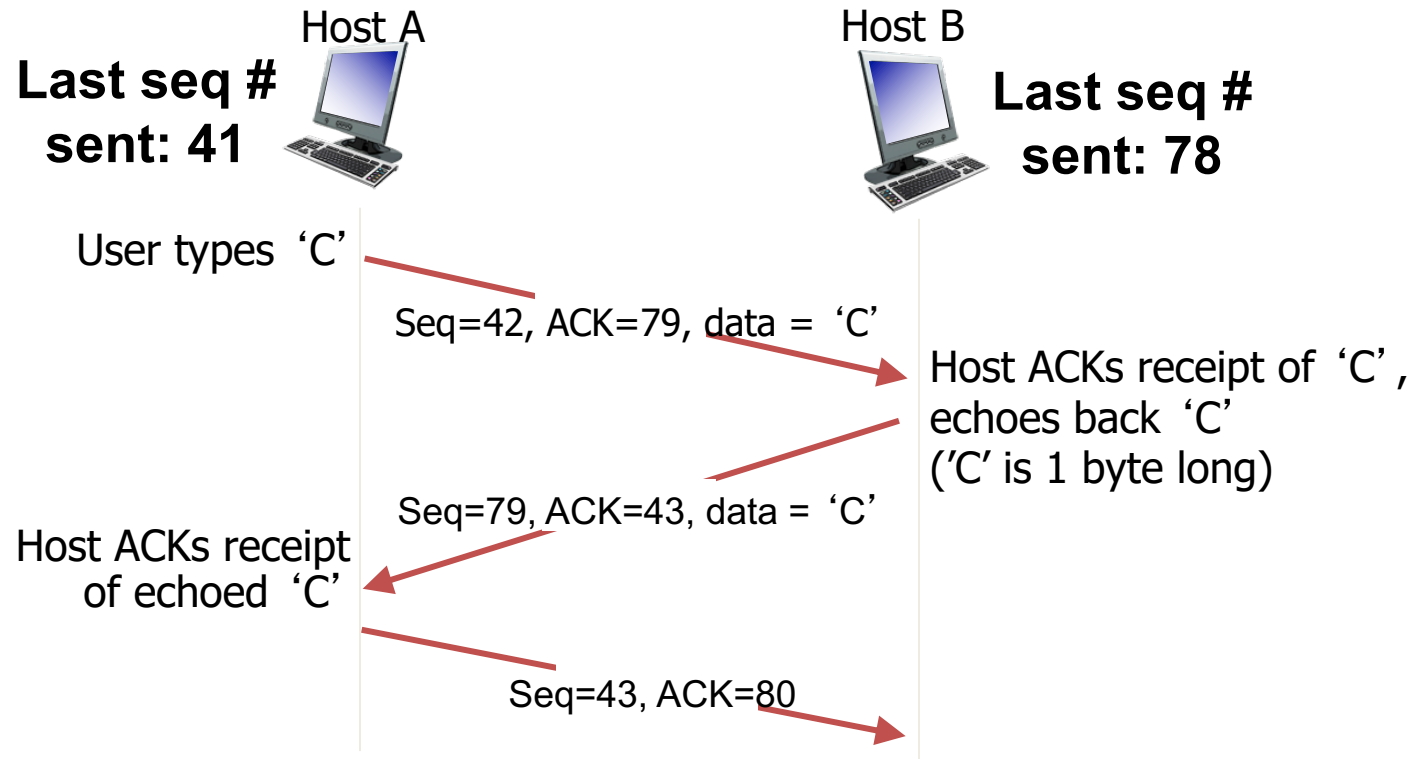 Host A
Host B
Last seq #
sent: 41
Last seq #
sent: 78
User types ‘C’
Seq=42, ACK=79, data = ‘C’
Host ACKs receipt of ‘C’,
echoes back ‘C’
(’C’ is 1 byte long)
Seq=79, ACK=43, data = ‘C’
Host ACKs receipt
of echoed ‘C’
Seq=43, ACK=80